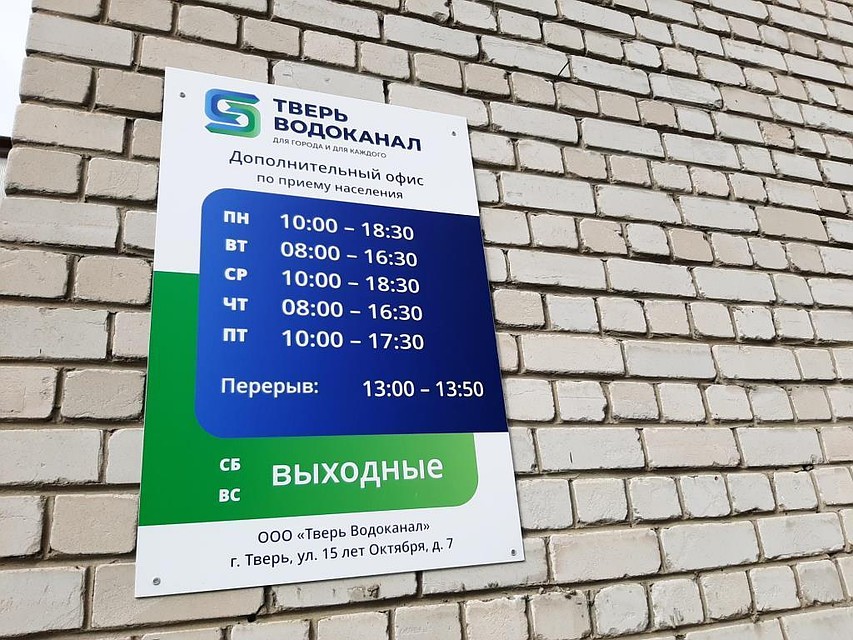 ТВЕРЬ
ВОДОКАНАЛ
ДЛЯ ГОРОДА И ДЛЯ КАЖДОГО
Дополнительный офис
по приему населения
ПН 10:00 – 18:30
ВТ 08:00 – 16:30
СР 10:00 – 18:30
ЧТ 08:00 – 16:30
ПТ 10:00 – 17:30
Перерыв: 13:00 – 13:50
СБ
ВС
выходные
ООО «Тверь Водоканал»
г. Тверь, ул. 15 лет Октября, д. 7